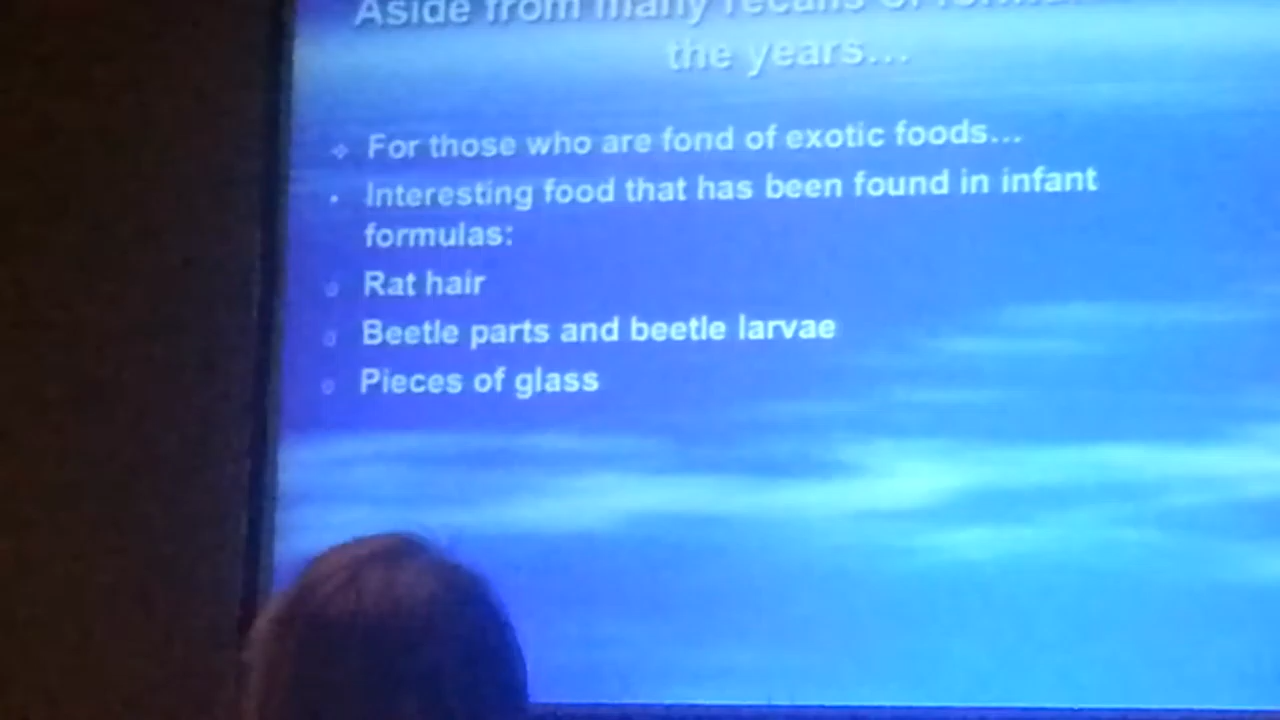 Aside from many recalls of
the years...
For those who are fond of exotic foods...
Interesting food that has been found in infant
formulas:
Rat hair
Beetle parts and beetle larvae
Pieces of glass